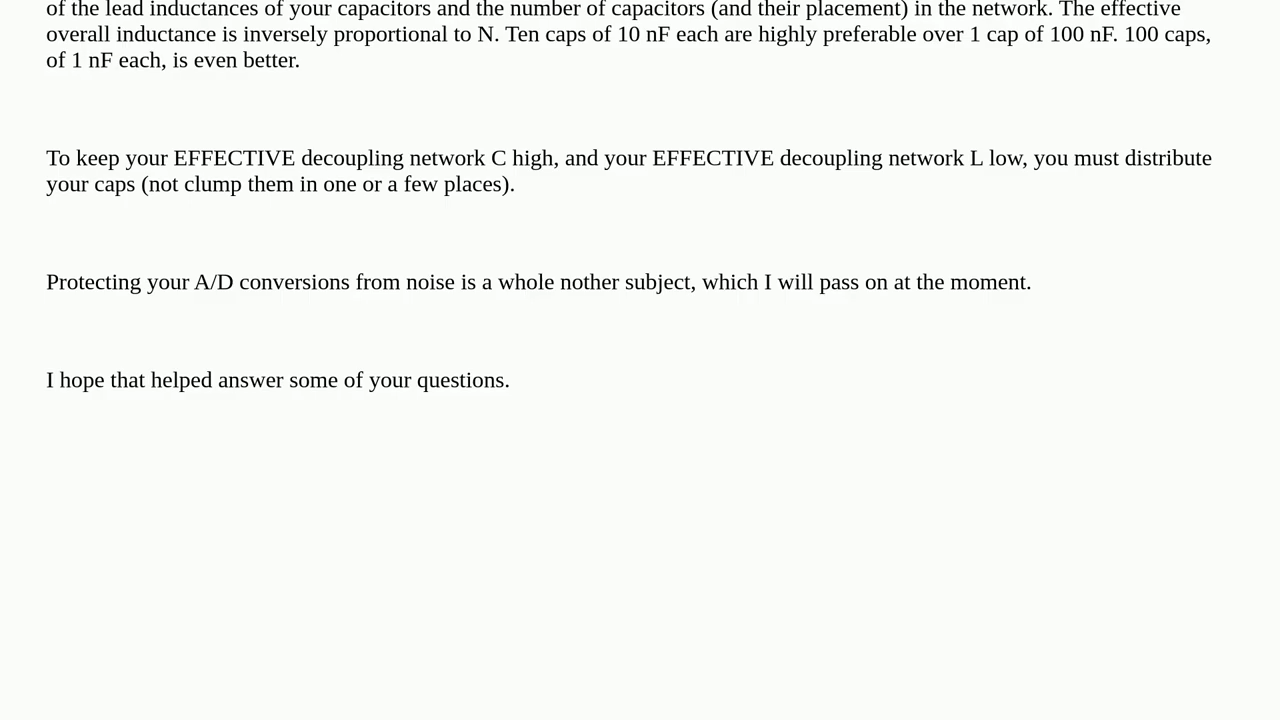 of the lead inductances of your capacitors and the number of capacitors (and their placement) in the network. The effective
overall inductance is inversely proportional to N. Ten caps of 10 nF each are highly preferable over 1 cap of 100 nF. 100 caps,
of 1 nF each, is even better.
To keep your EFFECTIVE decoupling network C high, and your EFFECTIVE decoupling network L low, you must distribute
your caps (not clump them in one or a few places).
Protecting your A/D conversions from noise is a whole nother subject, which I will pass on at the moment.
I hope that helped answer some of your questions.